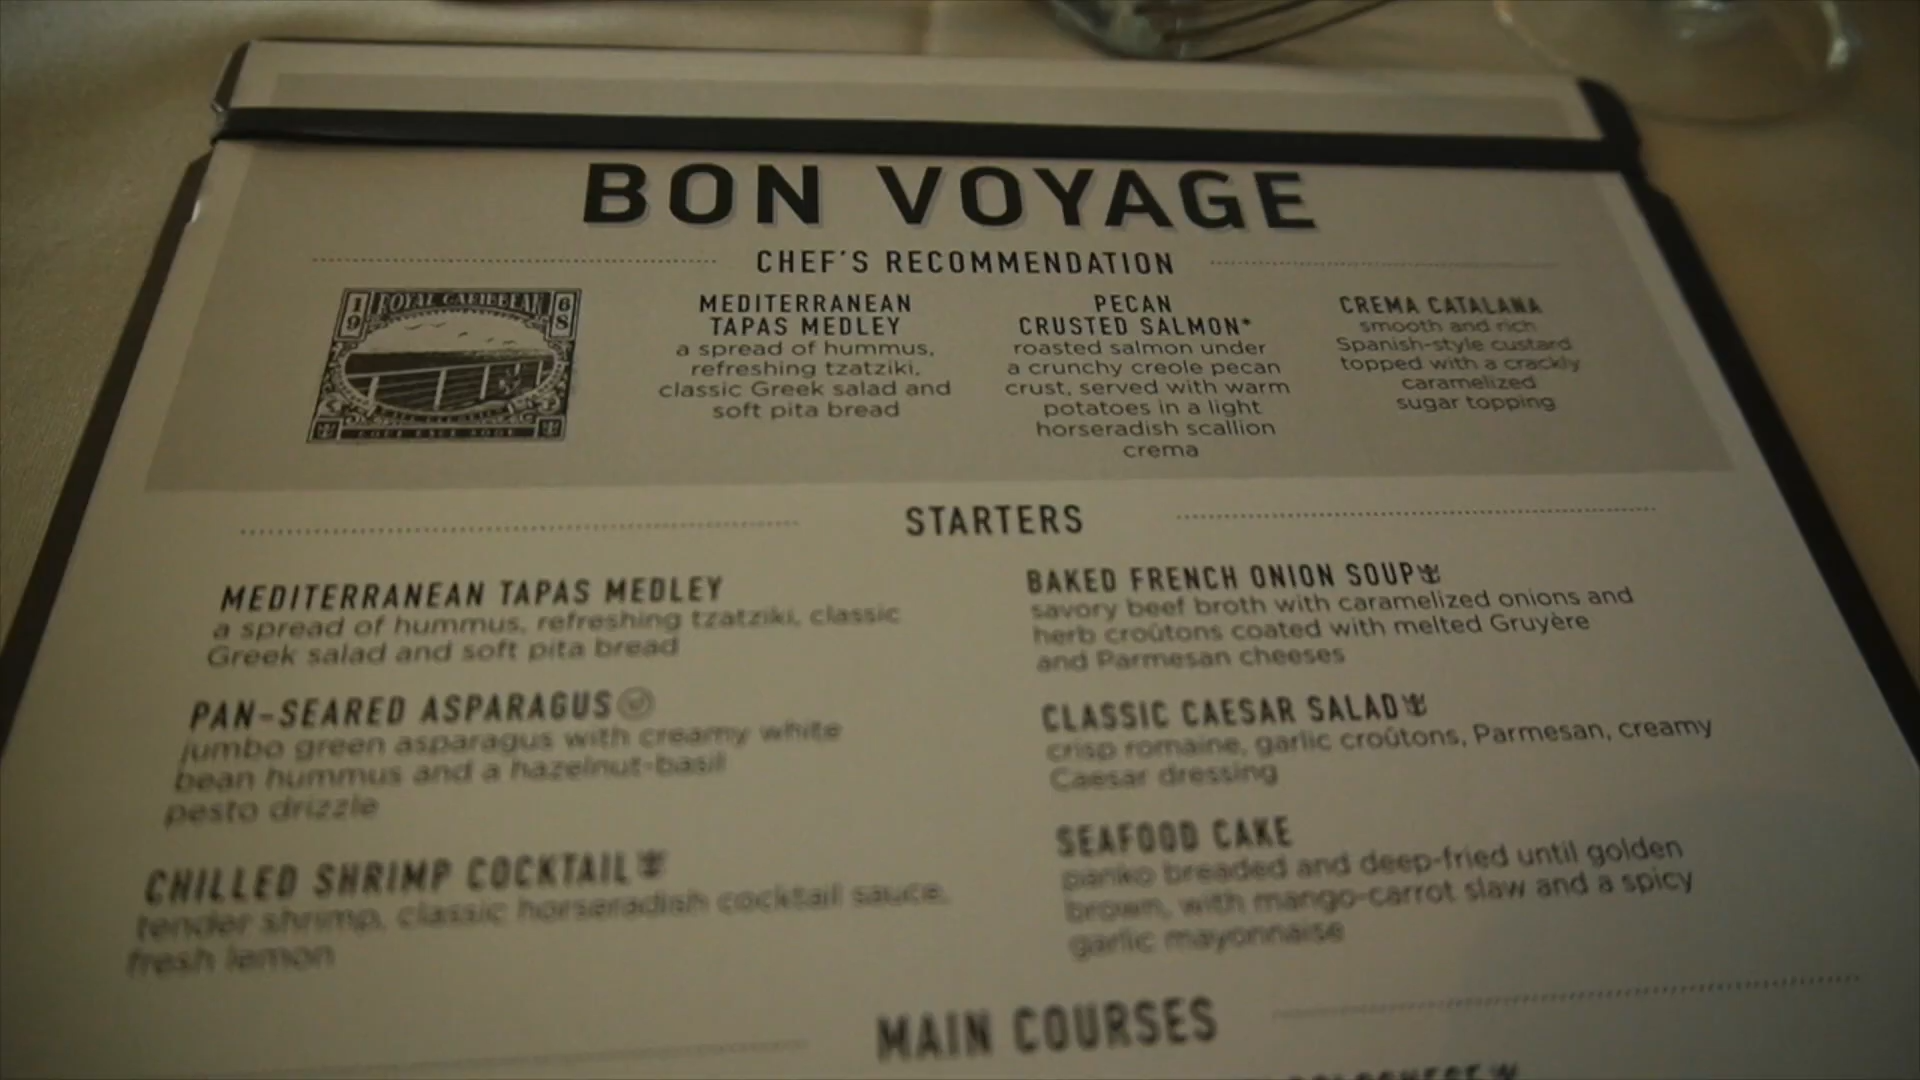 BON VOYAGE
CHEF'S RECOMMENDATION
19 ROYAL CARIBBEAN 68
MEDITERRANEAN
TAPAS MEDLEY
a spread of hummus,
refreshing tzatziki,
classic Greek salad and
soft pita bread
PECAN
CRUSTED SALMON*
roasted salmon under
a crunchy creole pecan
crust, served with warm
potatoes in a light
horseradish scallion
crema
CREMA CATALANA
smooth and rich
Spanish-style custard
topped with a crackly
caramelized
sugar topping
STARTERS
MEDITERRANEAN TAPAS MEDLEY
a spread of hummus, refreshing tzatziki, classic
Greek salad and soft pita bread
PAN-SEARED ASPARAGUS
jumbo green asparagus with creamy white
bean hummus and a hazelnut-basil
pesto drizzle
CHILLED SHRIMP COCKTAIL
tender shrimp, classic horseradish cocktail sauce,
fresh lemon
BAKED FRENCH ONION SOUP
savory beef broth with caramelized onions and
herb croûtons coated with melted Gruyère
and Parmesan cheeses
CLASSIC CAESAR SALAD
crisp romaine, garlic croûtons, Parmesan, creamy
Caesar dressing
SEAFOOD CAKE
panko breaded and deep-fried until golden
brown, with mango-carrot slaw and a spicy
garlic mayonnaise
MAIN COURSES